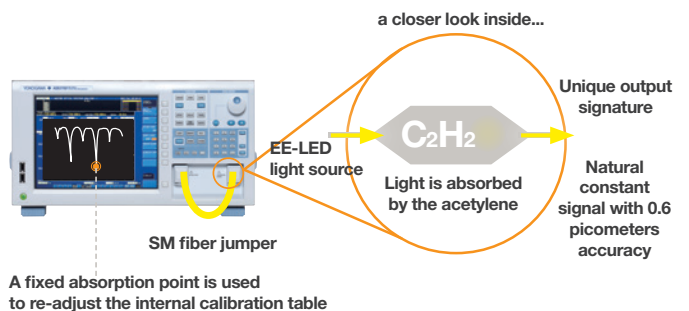 a closer look inside...
YOKOGAWA
EE-LED
light source
C2H2
Light is absorbed
by the acetylene
Unique output
signature
Natural
constant
signal with 0.6
picometers
accuracy
SM fiber jumper
A fixed absorption point is used
to re-adjust the internal calibration table